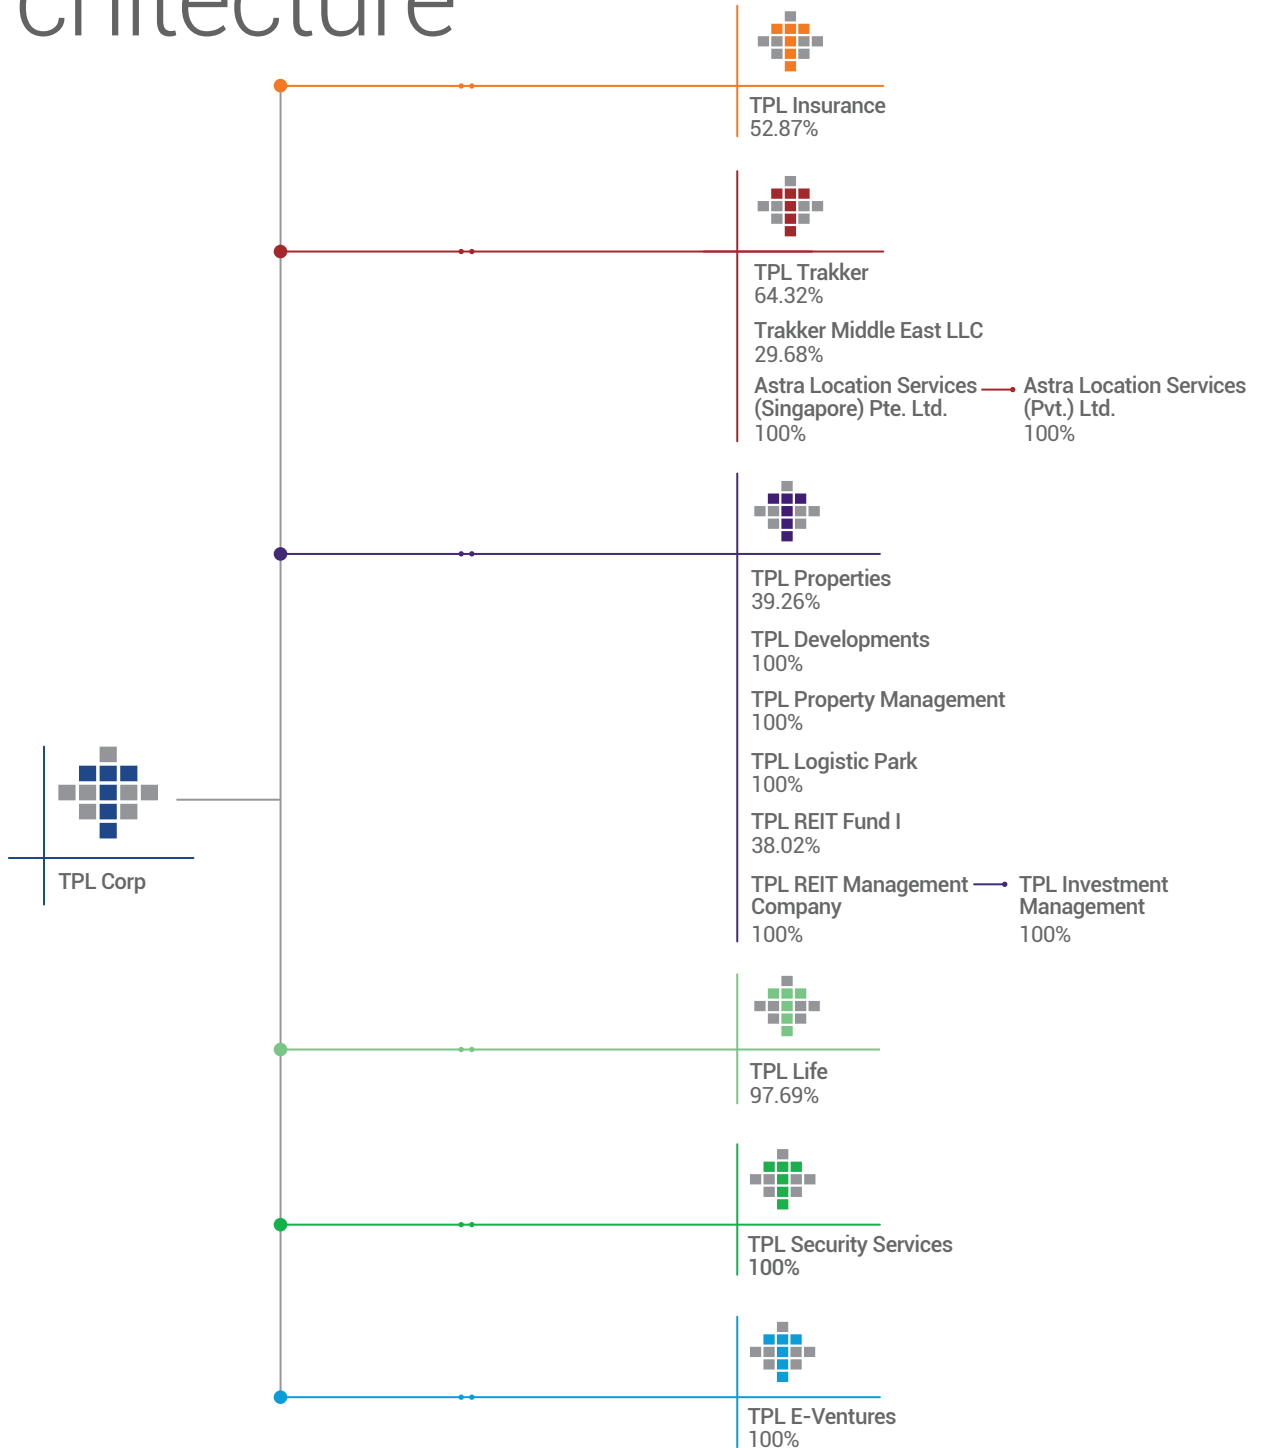 chitecture
TPL Insurance
52.87%
TPL Trakker
64.32%
Trakker Middle East LLC
29.68%
Astra Location Services
(Singapore) Pte. Ltd.
100%
Astra Location Services
(Pvt.) Ltd.
100%
TPL Properties
39.26%
TPL Developments
100%
TPL Property Management
100%
TPL Logistic Park
100%
TPL REIT Fund I
38.02%
TPL REIT Management
Company
100%
TPL Investment
Management
100%
TPL Corp
TPL Life
97.69%
TPL Security Services
100%
TPL E-Ventures
100%